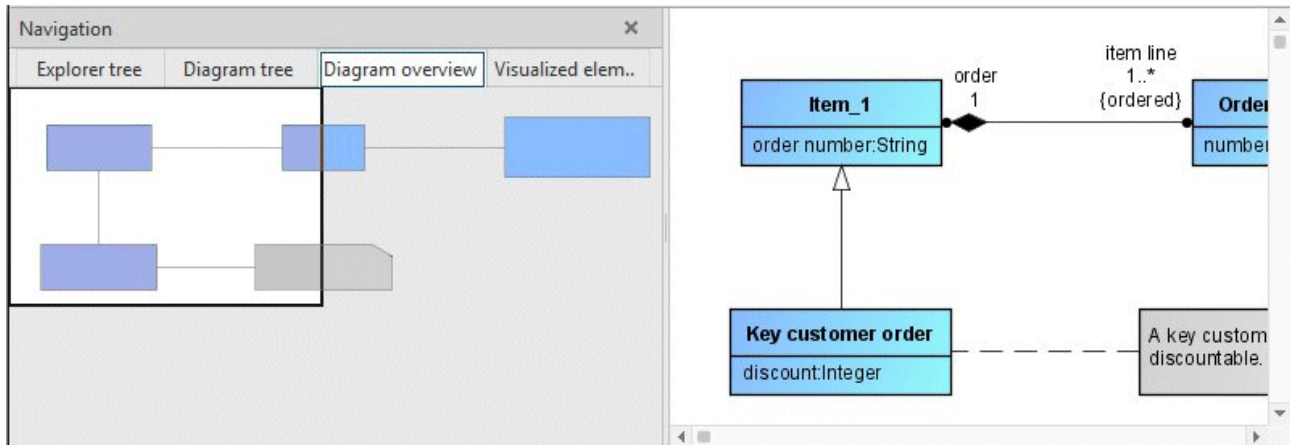 Navigation
Explorer tree
Diagram tree
Diagram overview
Visualized elem..
Item_1
order number:String
order
1
item line
1..*
{ordered}
Order
number
Key customer order
discount:Integer
A key custom
discountable.